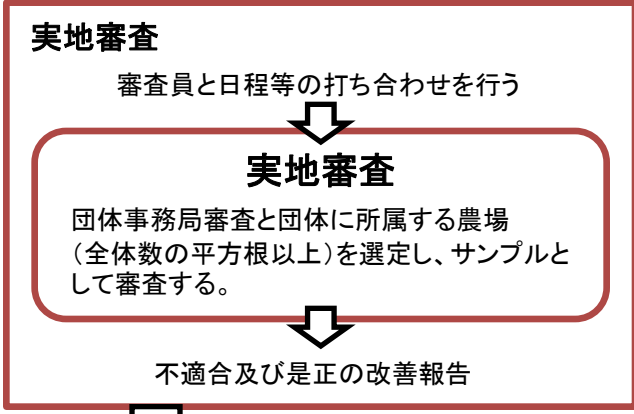 実地審査
審査員と日程等の打ち合わせを行う
実地審査
団体事務局審査と団体に所属する農場
（全体数の平方根以上）を選定し、サンプルと
して審査する。
不適合及び是正の改善報告